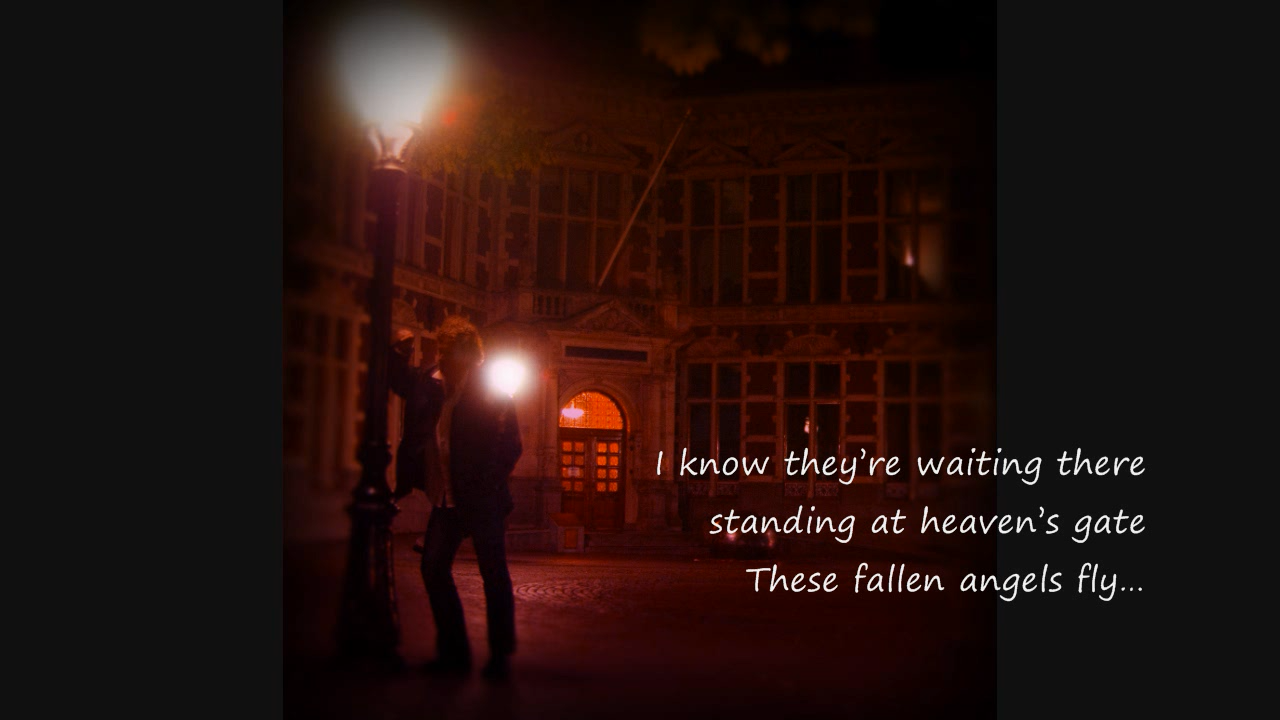 I know they’re waiting there
standing at heaven’s gate
These fallen angels fly...